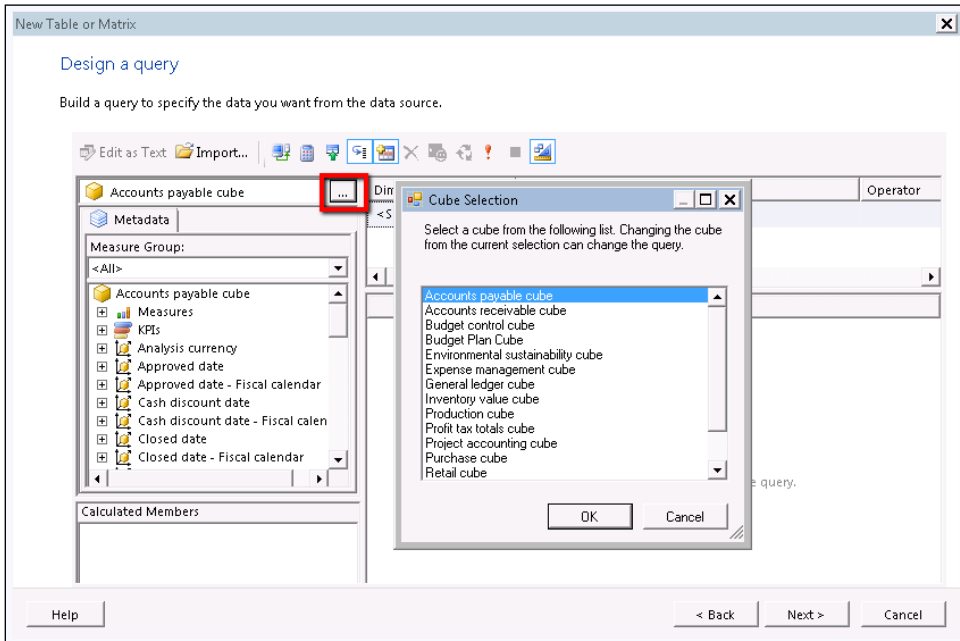 New Table or Matrix
Design a query
Build a query to specify the data you want from the data source.
Edit as Text Import...
Accounts payable cube ...
Metadata
Measure Group:
<All>
Accounts payable cube
Measures
KPIs
Analysis currency
Approved date
Approved date - Fiscal calendar
Cash discount date
Cash discount date - Fiscal calen
Closed date
Closed date - Fiscal calendar
Calculated Members
Dim
Operator
<S
Cube Selection
Select a cube from the following list. Changing the cube
from the current selection can change the query.
Accounts payable cube
Accounts receivable cube
Budget control cube
Budget Plan Cube
Environmental sustainability cube
Expense management cube
General ledger cube
Inventory value cube
Production cube
Profit tax totals cube
Project accounting cube
Purchase cube
Retail cube
OK Cancel
e query.
Help < Back Next > Cancel